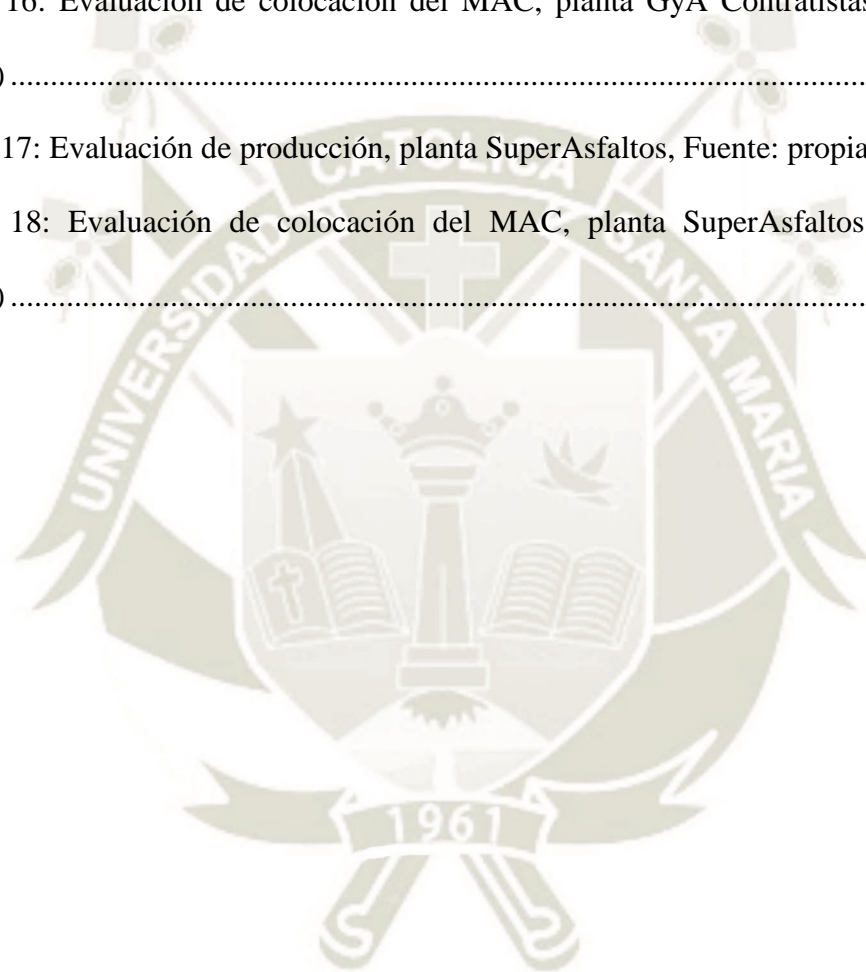 16: Evaluación de colocación del MAC, planta GyA Contratistas
) ................................................................................................
17: Evaluación de producción, planta SuperAsfaltos, Fuente: propia
18: Evaluación de colocación del MAC, planta SuperAsfaltos
) ................................................................................................
UNIVERSIDAD CATOLICA SANTA MARIA
1961